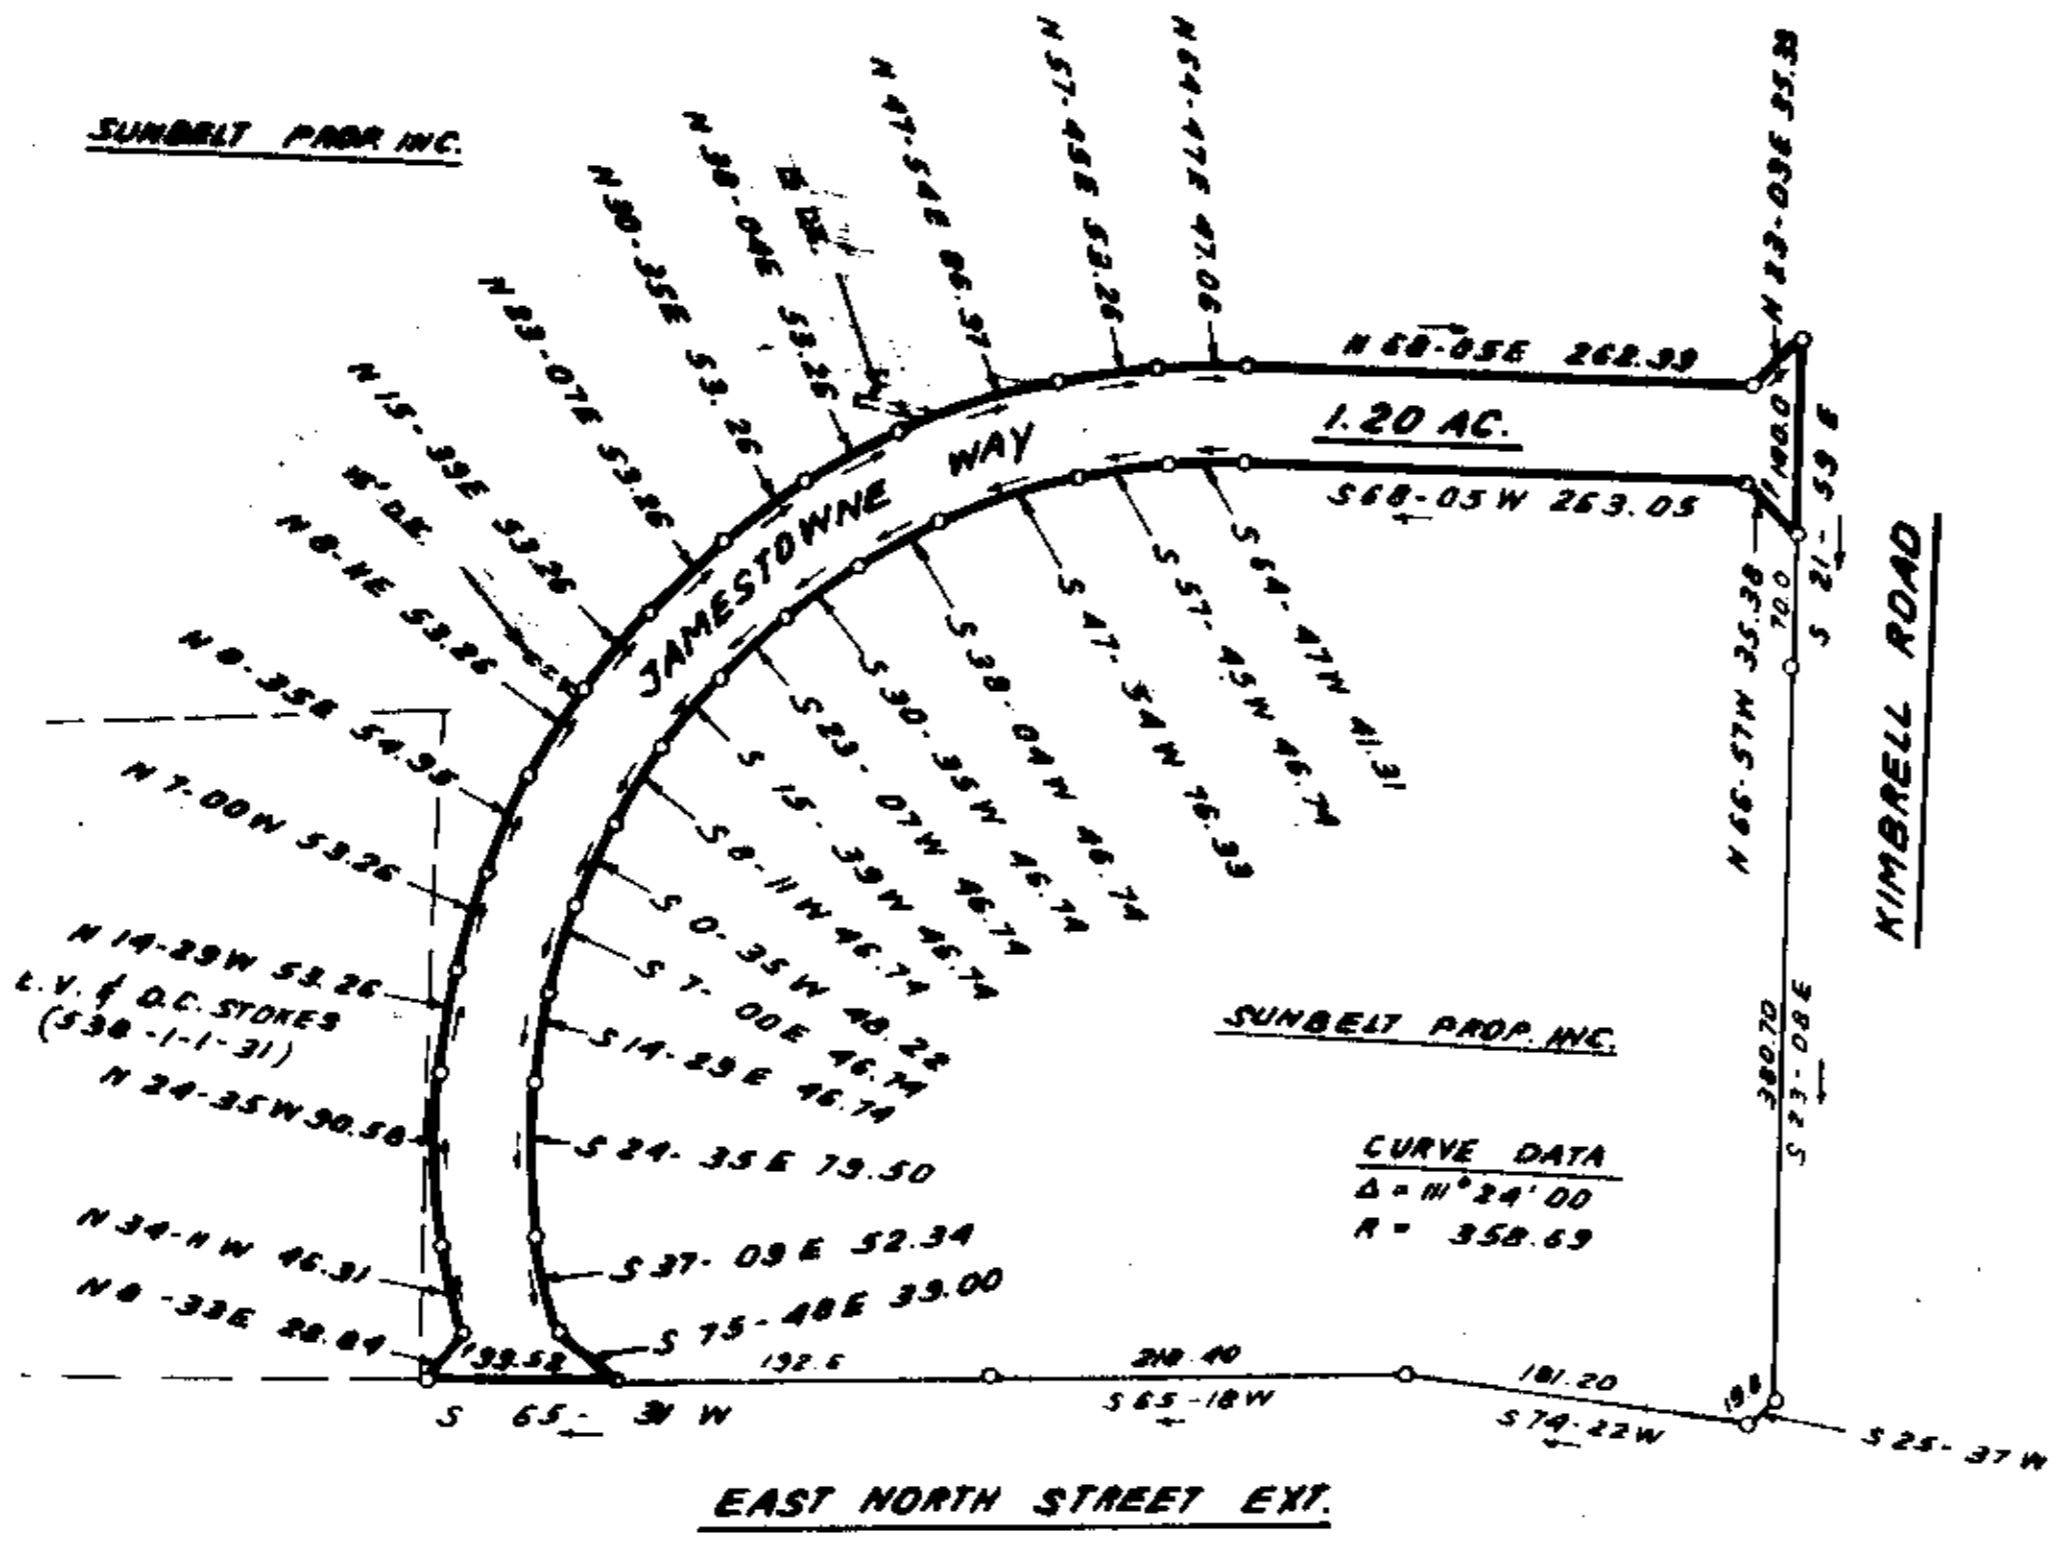 SUNBELT PROP. INC.
N 8-33E 28.84
N 34-11 W 46.31
N 24-35W 90.58
L.V. & D.C. STOKES
(538-1-1-31)
N 14-29W 53.26
N 7-00W 53.26
N 0-35E 54.95
N 8-11E 53.26
15' D.E.
N 15-39E 53.26
N 23-07E 53.26
N 30-35E 53.26
N 38-04E 53.26
D.E.
N 47-54E 86.97
N 57-45E 53.26
N 64-47E 47.06
N 68-05E 262.99
N 23-03E 35.33
100.0
S 21-59 E
1.20 AC.
JAMESTOWNE WAY
S 68-05W 263.05
N 66-57W 35.38
70.0
KIMBRELL ROAD
S 64-47W 41.31
S 57-45W 46.74
S 47-54W 76.33
S 38-04W 46.74
S 30-35W 46.74
S 23-07W 46.74
S 15-39W 46.74
S 8-11W 46.74
S 0-35W 48.22
S 7-00E 46.74
S 14-29E 46.74
S 24-35E 79.50
S 37-09E 52.34
S 75-48E 39.00
SUNBELT PROP. INC.
CURVE DATA
Δ = 111° 24' 00
R = 358.69
380.70
S 23-08E
192.6
218.40
181.20
S 65- W
S 65-18W
S 74-22W
S 25-37W
EAST NORTH STREET EXT.